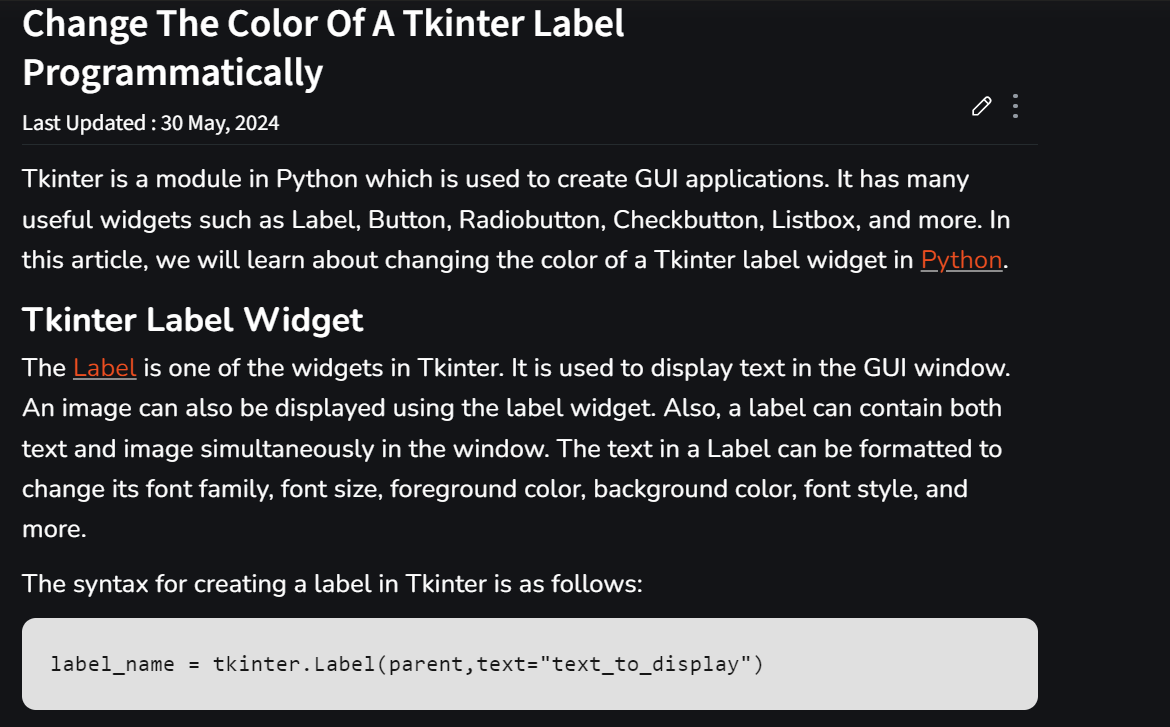 Change The Color Of A Tkinter Label
Programmatically
Last Updated : 30 May, 2024
Tkinter is a module in Python which is used to create GUI applications. It has many
useful widgets such as Label, Button, Radiobutton, Checkbutton, Listbox, and more. In
this article, we will learn about changing the color of a Tkinter label widget in Python.
Tkinter Label Widget
The Label is one of the widgets in Tkinter. It is used to display text in the GUI window.
An image can also be displayed using the label widget. Also, a label can contain both
text and image simultaneously in the window. The text in a Label can be formatted to
change its font family, font size, foreground color, background color, font style, and
more.
The syntax for creating a label in Tkinter is as follows:
label_name = tkinter.Label(parent,text="text_to_display")